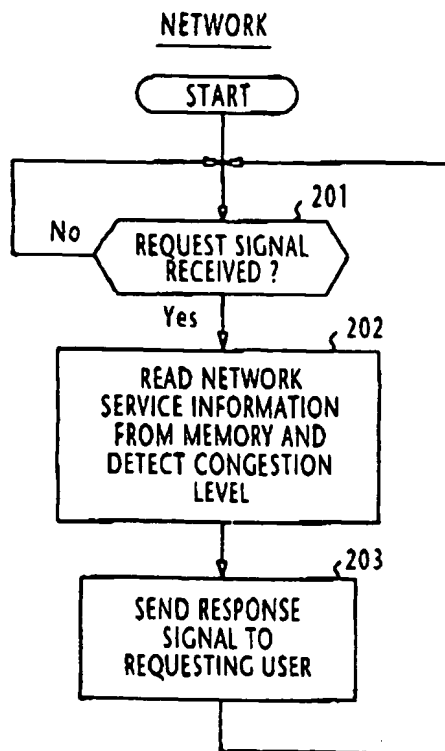 NETWORK
START
201
No
REQUEST SIGNAL
RECEIVED ?
Yes
202
READ NETWORK
SERVICE INFORMATION
FROM MEMORY AND
DETECT CONGESTION
LEVEL
203
SEND RESPONSE
SIGNAL TO
REQUESTING USER